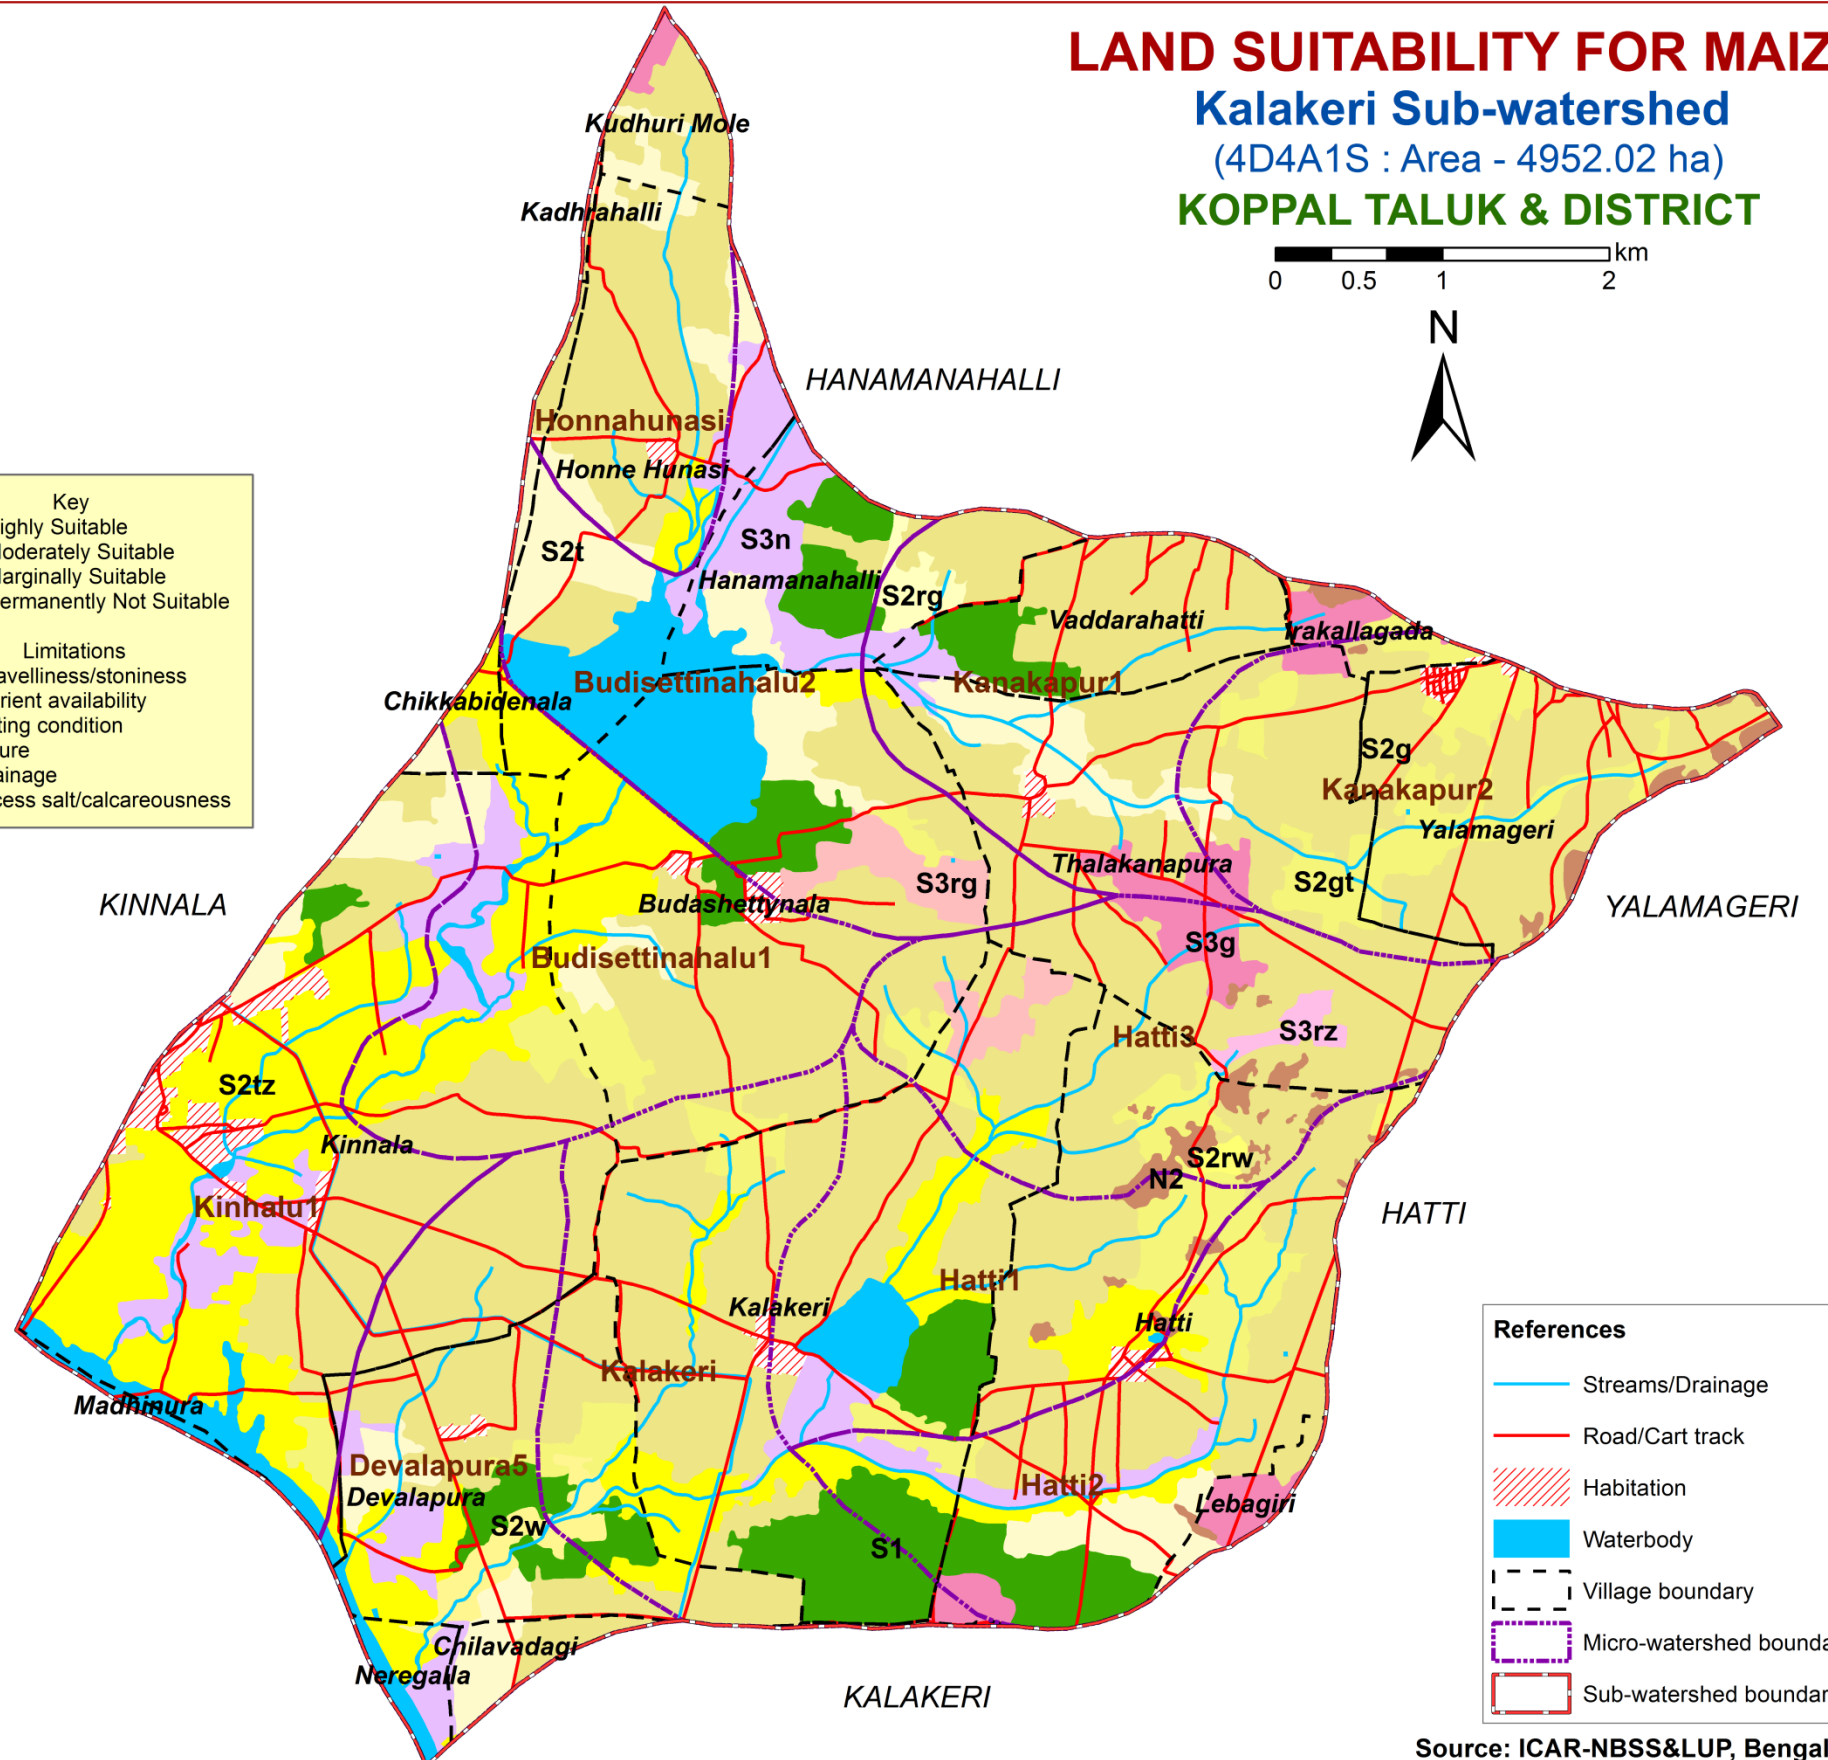 LAND SUITABILITY FOR MAIZ
Kalakeri Sub-watershed
(4D4A1S : Area - 4952.02 ha)
KOPPAL TALUK & DISTRICT
km
0 0.5 1 2
N
Kudhuri Mole
Kadhrahalli
HANAMANAHALLI
Honnahunasi
Honne Hunasi
S2t
S3n
Hanamanahalli
S2rg
Vaddarahatti
Irakallagada
Key
ighly Suitable
oderately Suitable
arginally Suitable
ermanently Not Suitable
Limitations
avelliness/stoniness
rient availability
ting condition
ure
ainage
cess salt/calcareousness
Budisettinahalu2
Kanakapur1
Chikkabidenala
S2g
Kanakapur2
Yalamageri
Thalakanapura
S3rg
S2gt
KINNALA
Budashettynala
YALAMAGERI
S3g
Budisettinahalu1
Hatti3
S3rz
S2tz
Kinnala
S2rw
N2
Kinhalu1
HATTI
Hatti1
Kalakeri
Hatti
Kalakeri
Madhinura
Devalapura5
Devalapura
Hatti2
Lebagiri
S2w
S1
Chilavadagi
Neregalla
KALAKERI
References
Streams/Drainage
Road/Cart track
Habitation
Waterbody
Village boundary
Micro-watershed bounda
Sub-watershed boundar
Source: ICAR-NBSS&LUP, Bengal